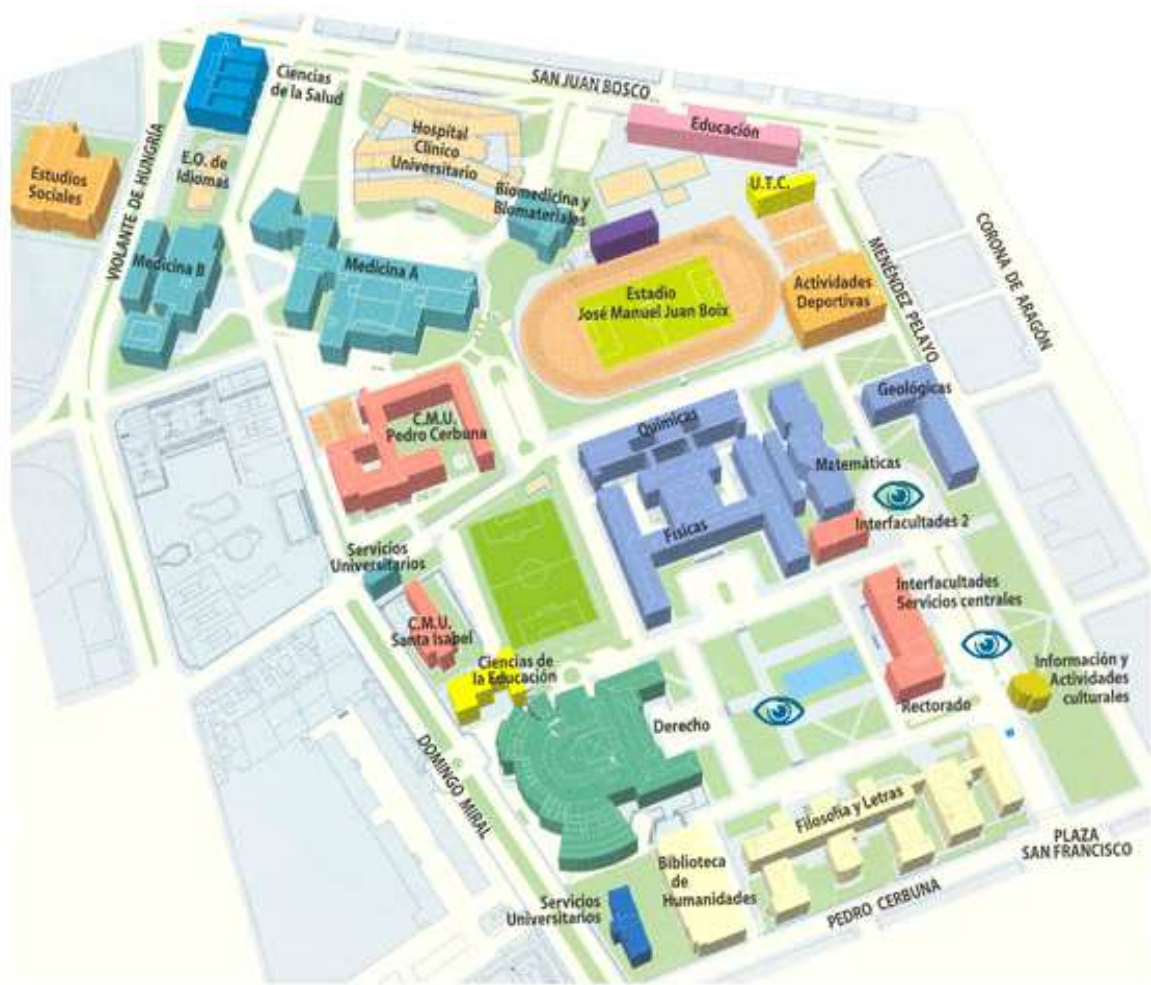 SAN JUAN BOSCO
Ciencias
de la Salud
Educación
Hospital
Clínico
Universitario
VIOLANTE DE HUNGRÍA
Estudios
Sociales
E.O. de
Idiomas
Biomedicina y
Biomateriales
U.T.C.
CORONA DE ARAGÓN
MENÉNDEZ PELAYO
Medicina B
Medicina A
Estadio
José Manuel Juan Boix
Actividades
Deportivas
Geológicas
C.M.U.
Pedro Cerbuna
Químicas
Matemáticas
Físicas
Interfacultades 2
Servicios
Universitarios
Interfacultades
Servicios centrales
C.M.U.
Santa Isabel
Ciencias de
la Educación
Información y
Actividades
culturales
Rectorado
Derecho
DOMINGO MIRAL
Filosofía y Letras
PLAZA
SAN FRANCISCO
Biblioteca
de
Humanidades
PEDRO CERBUNA
Servicios
Universitarios